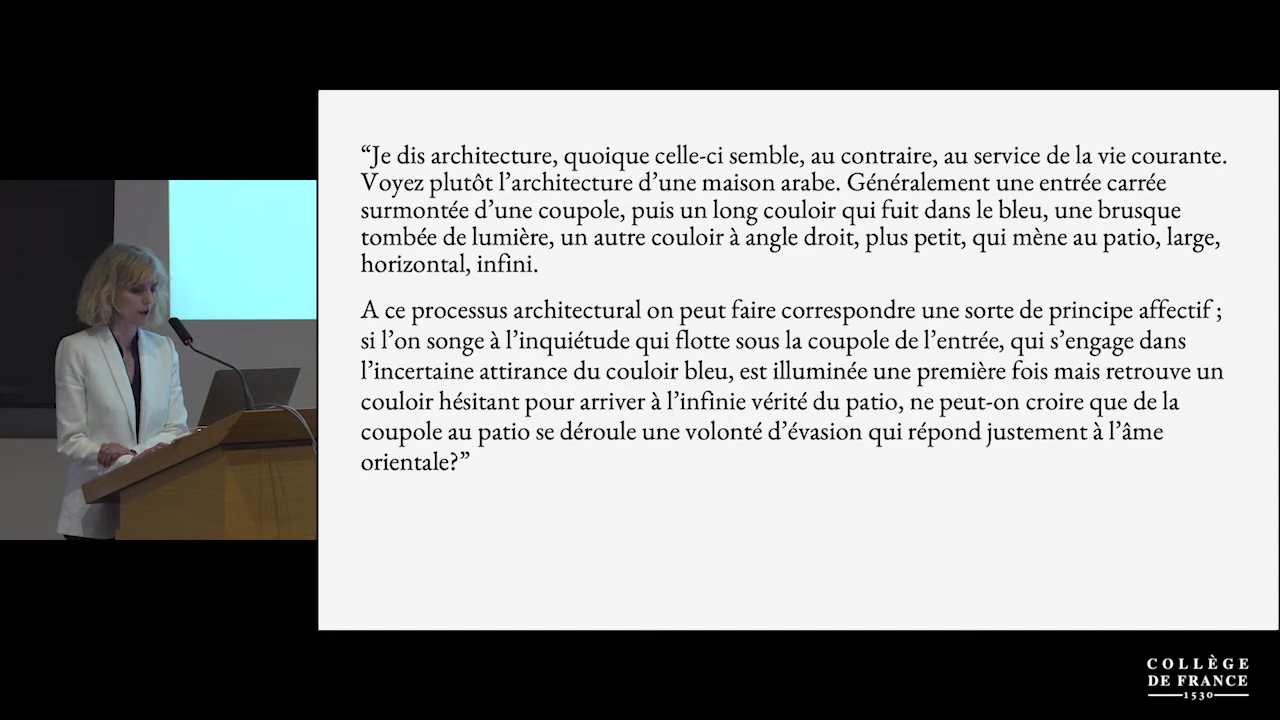 “Je dis architecture, quoique celle-ci semble, au contraire, au service de la vie courante.
Voyez plutôt l’architecture d’une maison arabe. Généralement une entrée carrée
surmontée d’une coupole, puis un long couloir qui fuit dans le bleu, une brusque
tombée de lumière, un autre couloir à angle droit, plus petit, qui mène au patio, large,
horizontal, infini.
A ce processus architectural on peut faire correspondre une sorte de principe affectif ;
si l’on songe à l’inquiétude qui flotte sous la coupole de l’entrée, qui s’engage dans
l’incertaine attirance du couloir bleu, est illuminée une première fois mais retrouve un
couloir hésitant pour arriver à l’infinie vérité du patio, ne peut-on croire que de la
coupole au patio se déroule une volonté d’évasion qui répond justement à l’âme
orientale?”
COLLÈGE
DE FRANCE
1530